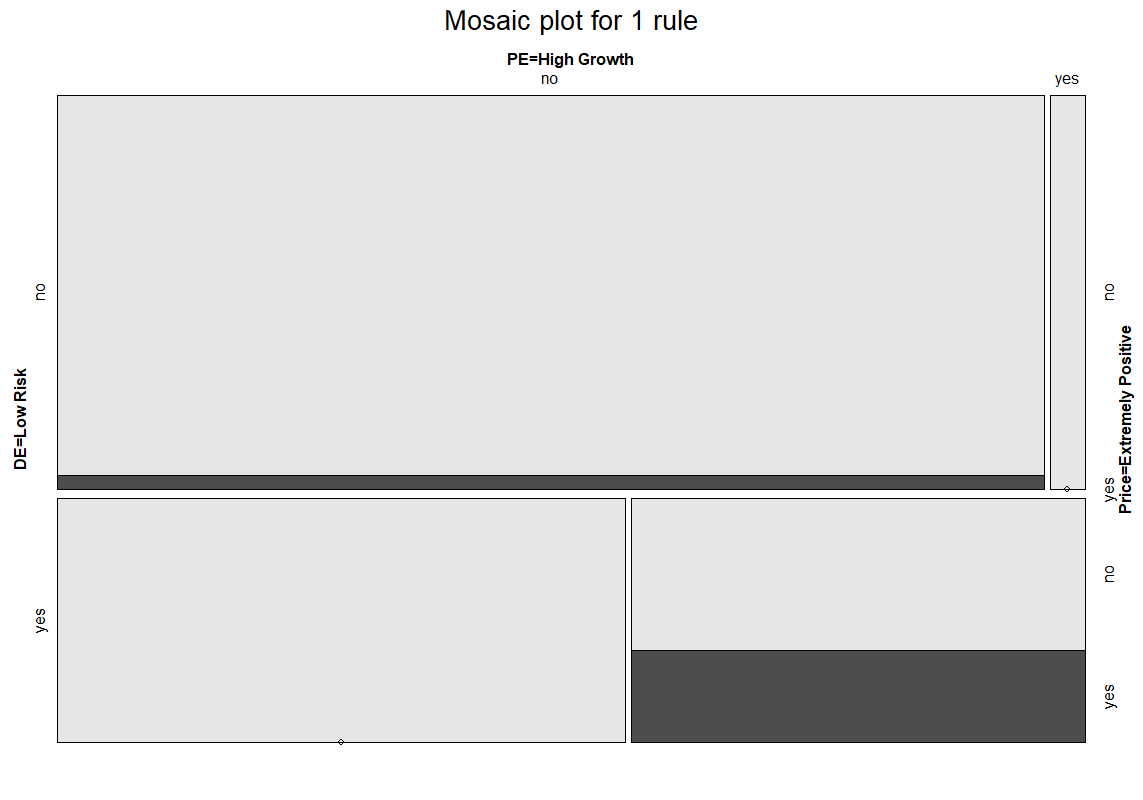 Mosaic plot for 1 rule
PE=High Growth
no
yes
DE=Low Risk
no
yes
no
yes
no
yes
Price=Extremely Positive